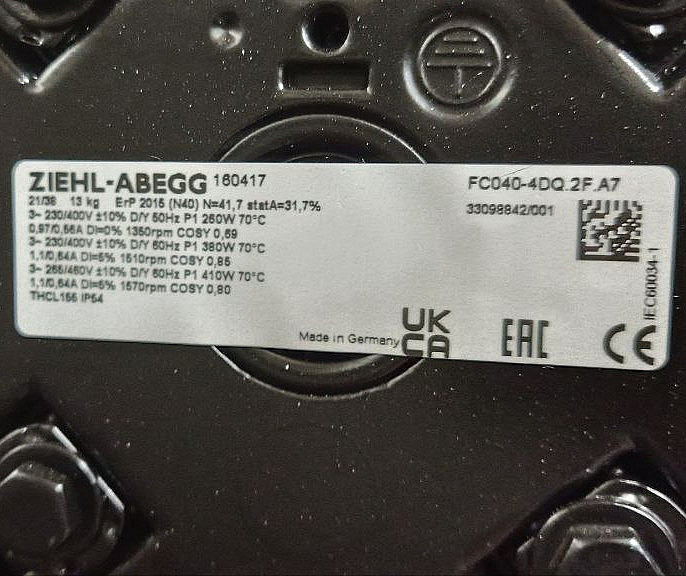 ZIEHL-ABEGG 160417
FC040-4DQ.2F.A7
21/38 13 kg ErP 2015 (N40) N=41,7 statA=31,7%
33098842/001
3~ 230/400V ±10% D/Y 50Hz P1 260W 70°C
0,97/0,56A DI=0% 1350rpm COSY 0,69
3~ 230/400V ±10% D/Y 60Hz P1 380W 70°C
1,1/0,64A DI=5% 1510rpm COSY 0,85
3~ 265/460V ±10% D/Y 60Hz P1 410W 70°C
1,1/0,64A DI=5% 1570rpm COSY 0,80
THCL155 IP54
IEC60034-1
Made in Germany
UK
CA
EAC
CE